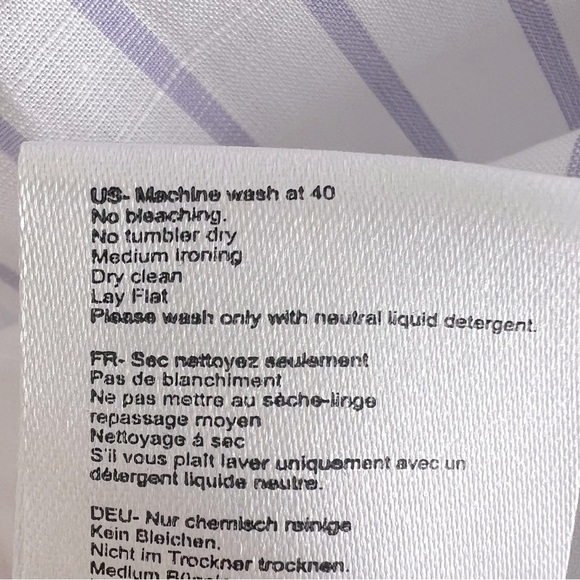 US- Machine wash at 40
No bleaching.
No tumbler dry
Medium ironing
Dry clean
Lay Flat
Please wash only with neutral liquid detergent.
FR- Sec nettoyez seulement
Pas de blanchiment
Ne pas mettre au sèche-linge
repassage moyen
Nettoyage à sec
S'il vous plaît laver uniquement avec un
détergent liquide neutre.
DEU- Nur chemisch reinige
Kein Bleichen.
Nicht im Trockner trocknen.
Medium